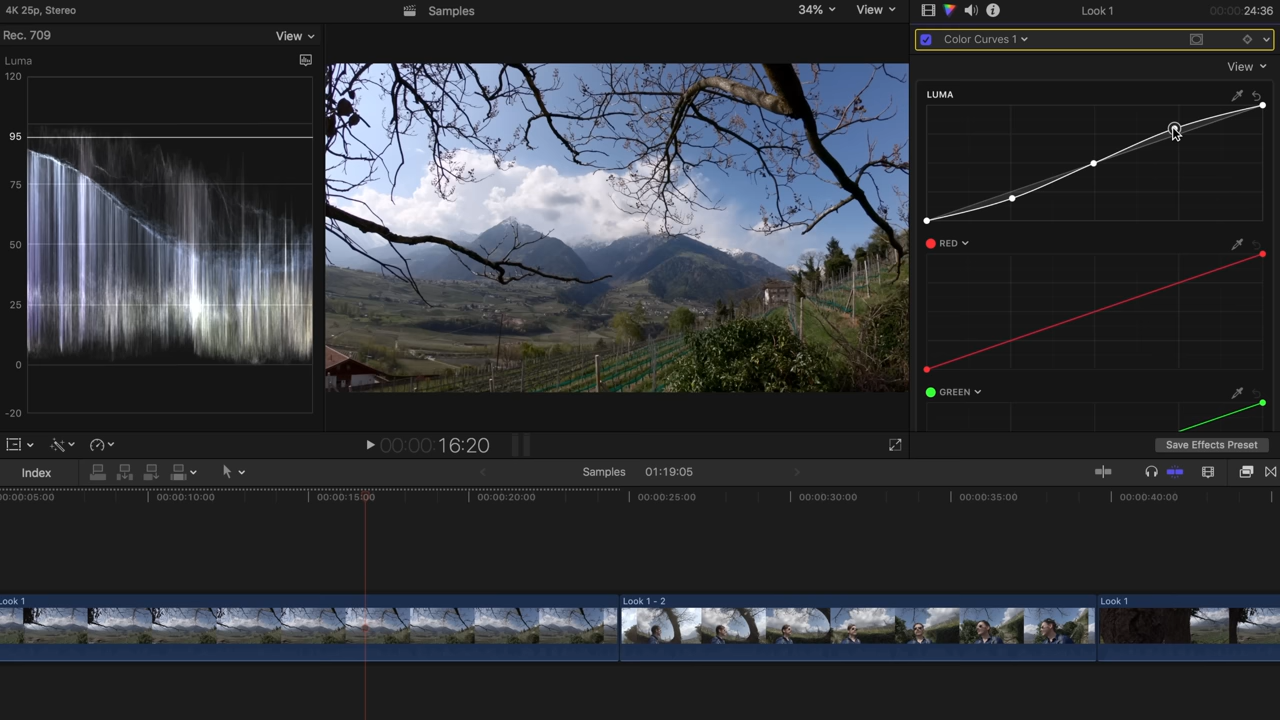 4K 25p, Stereo
Samples
34%
View
Look 1
00:00:24:36
Rec. 709
View
Color Curves 1
View
Luma
120
95
75
50
25
0
-20
LUMA
RED
GREEN
00:00:16:20
Save Effects Preset
Index
Samples
01:19:05
00:00:05:00
00:00:10:00
00:00:15:00
00:00:20:00
00:00:25:00
00:00:30:00
00:00:35:00
00:00:40:00
Look 1
Look 1 - 2
Look 1